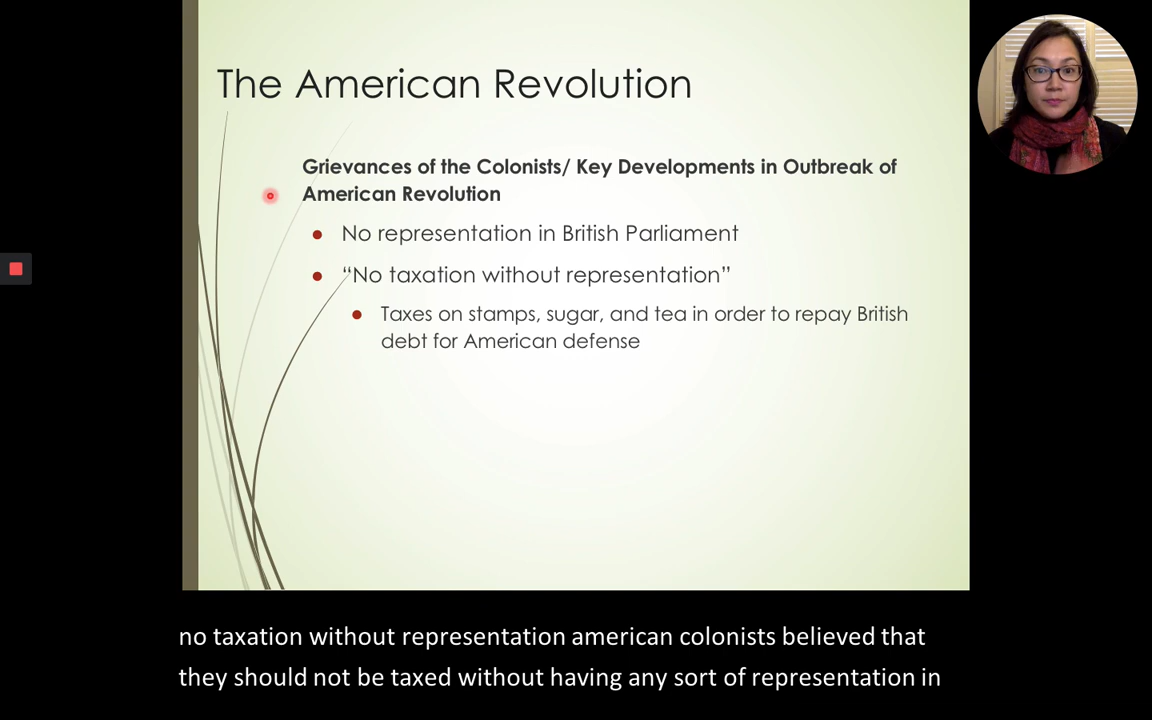 The American Revolution
Grievances of the Colonists/ Key Developments in Outbreak of
American Revolution
No representation in British Parliament
“No taxation without representation”
Taxes on stamps, sugar, and tea in order to repay British
debt for American defense
no taxation without representation american colonists believed that
they should not be taxed without having any sort of representation in